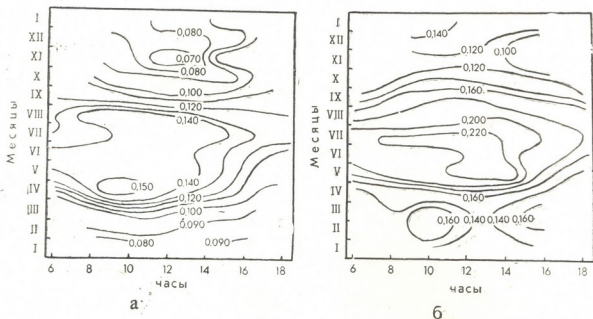 Месяцы
I
XII
XI
X
IX
VIII
VII
VI
V
IV
III
II
I
0,080
0,070
0,080
0,100
0,120
0,140
0,150
0,140
0,120
0,100
0,090
0,080
0,090
6 8 10 12 14 16 18
часы
а
Месяцы
I
XII
XI
X
IX
VIII
VII
VI
V
IV
III
II
I
0,140
0,120
0,100
0,120
0,160
0,200
0,220
0,160
0,160 0,140 0,140 0,160
6 8 10 12 14 16 18
часы
б